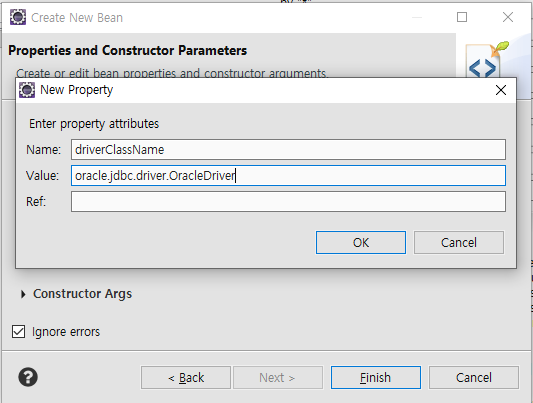 Create New Bean
Properties and Constructor Parameters
Create or edit bean properties and constructor arguments.
New Property
Enter property attributes
Name: driverClassName
Value: oracle.jdbc.driver.OracleDriver
Ref:
OK Cancel
Constructor Args
Ignore errors
< Back Next > Finish Cancel